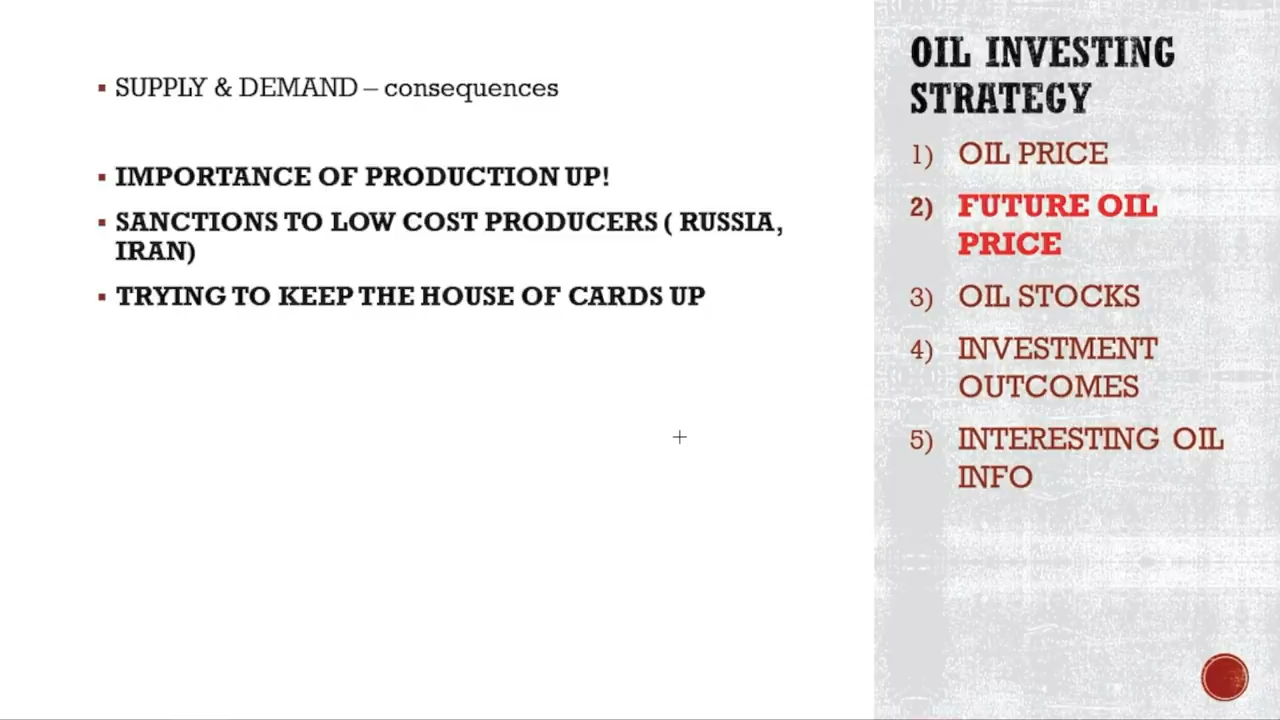 SUPPLY & DEMAND – consequences
IMPORTANCE OF PRODUCTION UP!
SANCTIONS TO LOW COST PRODUCERS ( RUSSIA,
IRAN)
TRYING TO KEEP THE HOUSE OF CARDS UP
OIL INVESTING
STRATEGY
1) OIL PRICE
2) FUTURE OIL
PRICE
3) OIL STOCKS
4) INVESTMENT
OUTCOMES
5) INTERESTING OIL
INFO